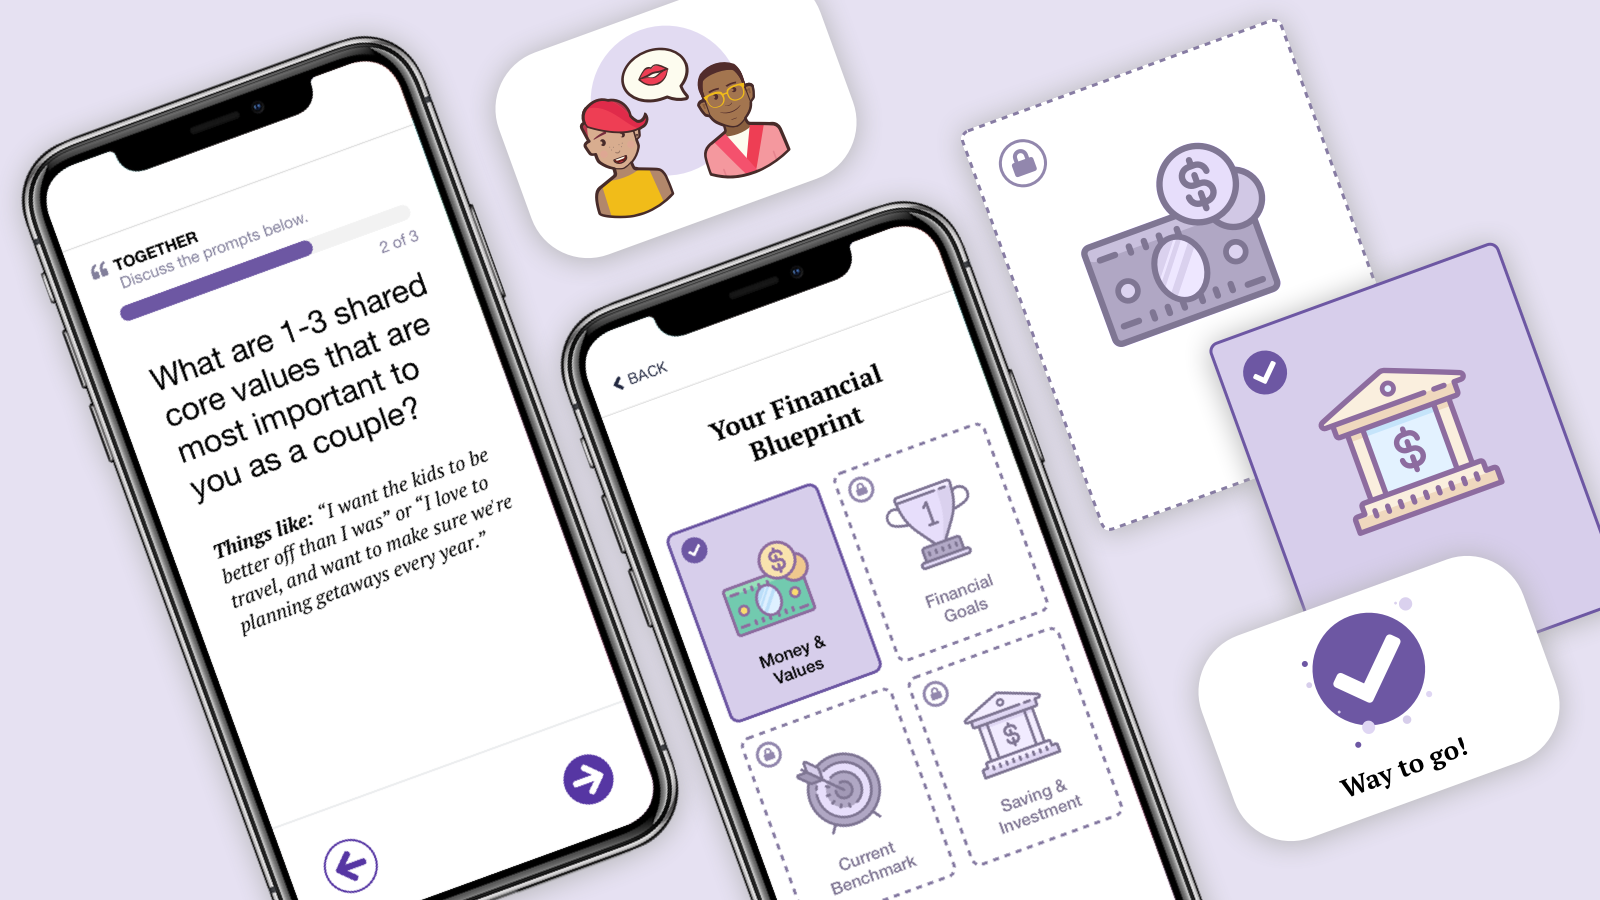 TOGETHER
Discuss the prompts below.
2 of 3
What are 1-3 shared
core values that are
most important to
you as a couple?
Things like: “I want the kids to be
better off than I was” or “I love to
travel, and want to make sure we're
planning getaways every year.”
BACK
Your Financial
Blueprint
$
Money &
Values
1
Financial
Goals
Current
Benchmark
$
Saving &
Investment
$
$
Way to go!